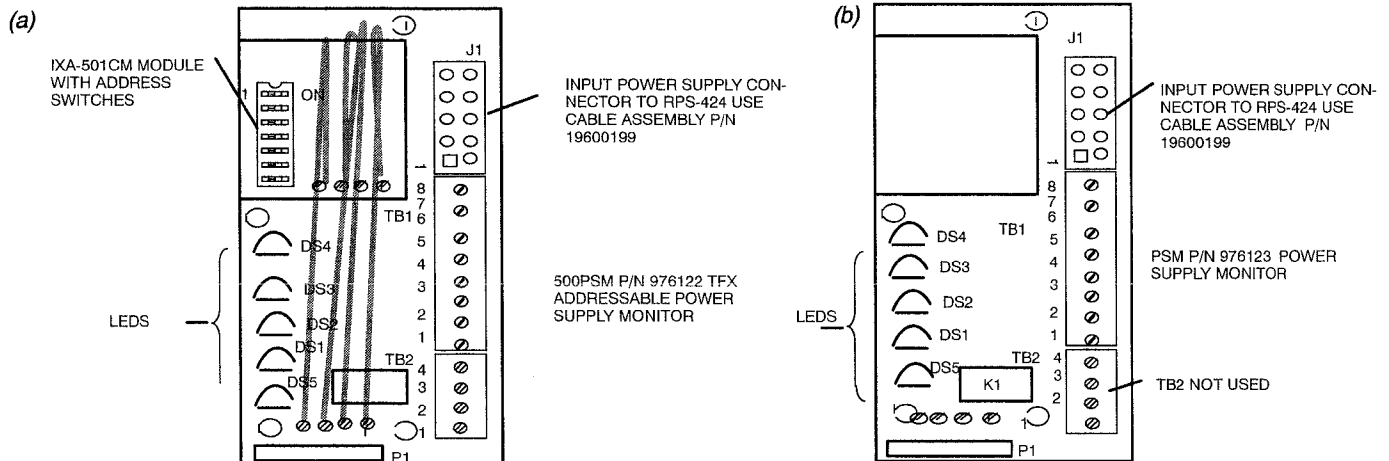 (a)
IXA-501CM MODULE
WITH ADDRESS
SWITCHES
1
ON
J1
INPUT POWER SUPPLY CON-
NECTOR TO RPS-424 USE
CABLE ASSEMBLY P/N
19600199
1
8
7
TB1
6
5
4
3
2
1
DS4
DS3
DS2
DS1
DS5
LEDS
500PSM P/N 976122 TFX
ADDRESSABLE POWER
SUPPLY MONITOR
TB2
4
3
2
1
P1
(b)
J1
INPUT POWER SUPPLY CON-
NECTOR TO RPS-424 USE
CABLE ASSEMBLY P/N
19600199
1
8
7
6
TB1
5
4
3
2
1
DS4
DS3
DS2
DS1
DS5
LEDS
PSM P/N 976123 POWER
SUPPLY MONITOR
TB2
4
3
2
1
K1
TB2 NOT USED
P1